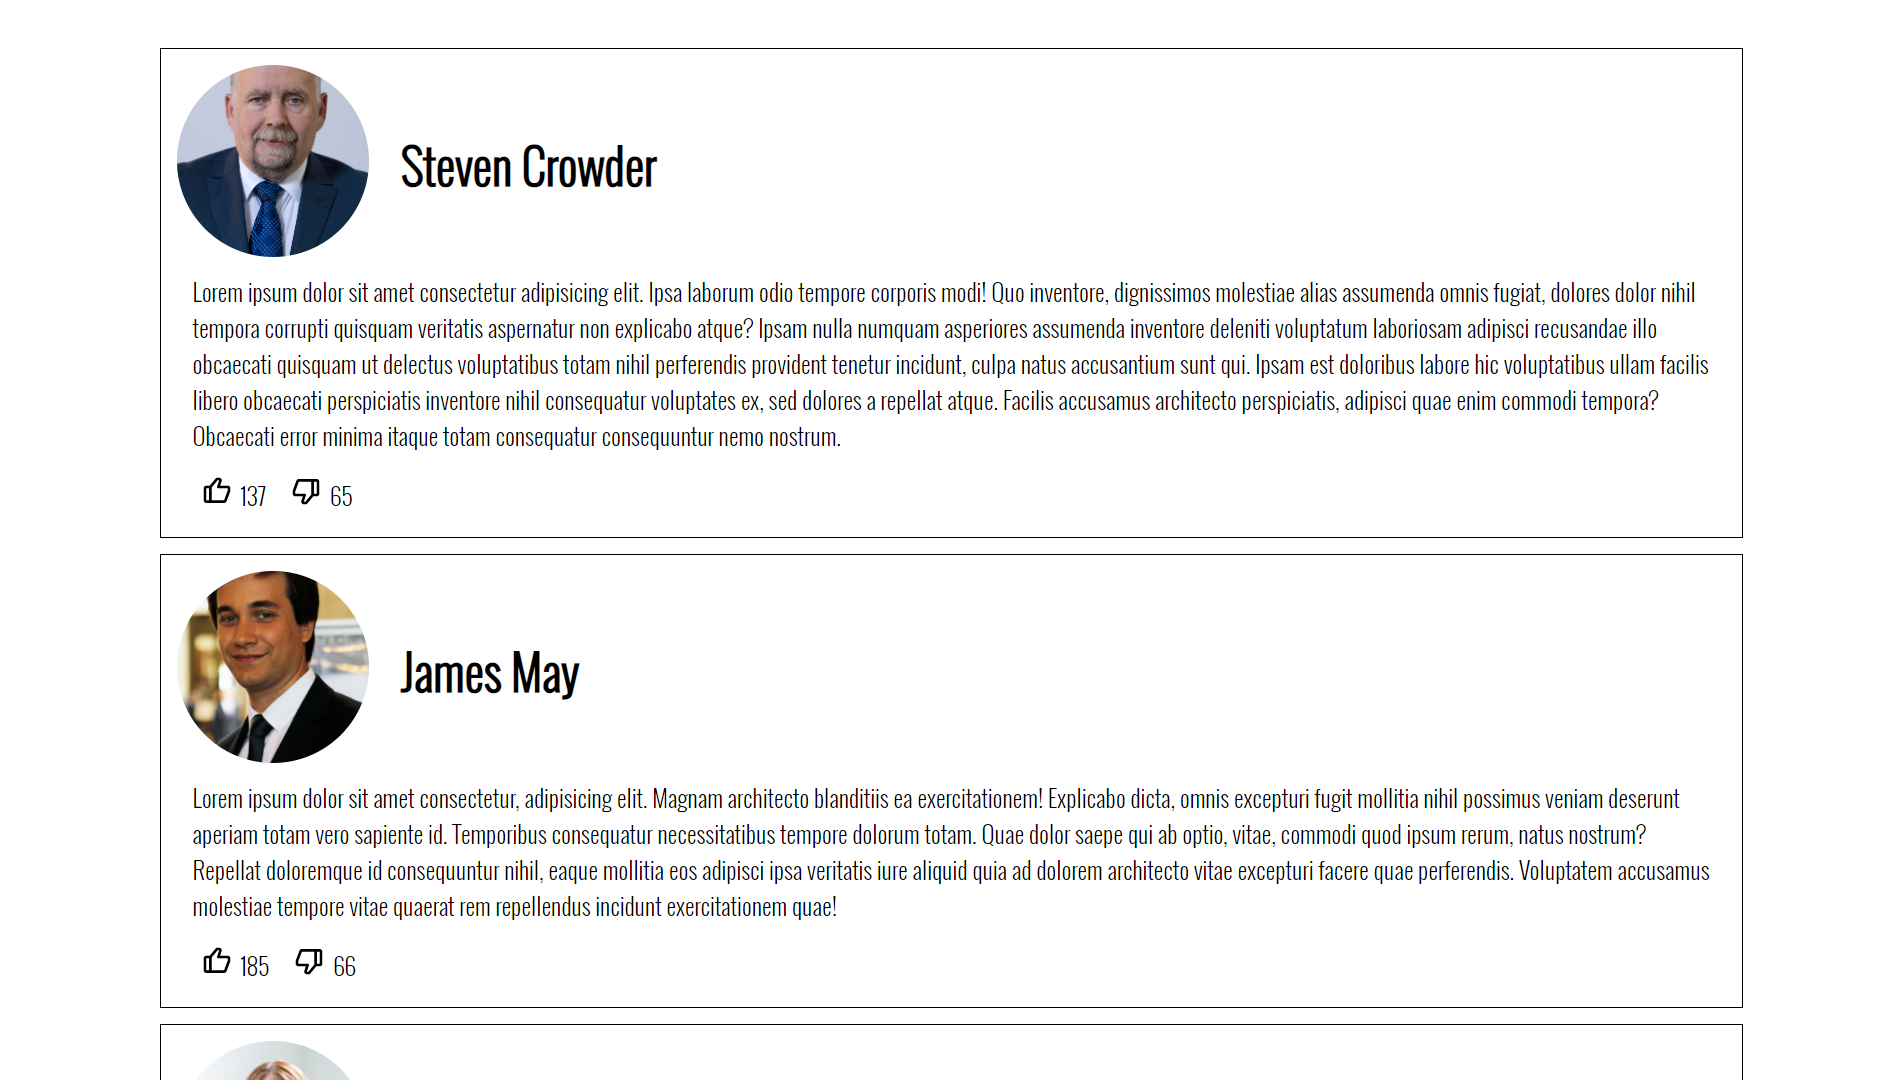 Steven Crowder
Lorem ipsum dolor sit amet consectetur adipisicing elit. Ipsa laborum odio tempore corporis modi! Quo inventore, dignissimos molestiae alias assumenda omnis fugiat, dolores dolor nihil
tempora corrupti quisquam veritatis aspernatur non explicabo atque? Ipsam nulla numquam asperiores assumenda inventore deleniti voluptatum laboriosam adipisci recusandae illo
obcaecati quisquam ut delectus voluptatibus totam nihil perferendis provident tenetur incidunt, culpa natus accusantium sunt qui. Ipsam est doloribus labore hic voluptatibus ullam facilis
libero obcaecati perspiciatis inventore nihil consequatur voluptates ex, sed dolores a repellat atque. Facilis accusamus architecto perspiciatis, adipisci quae enim commodi tempora?
Obcaecati error minima itaque totam consequatur consequuntur nemo nostrum.
137 65
James May
Lorem ipsum dolor sit amet consectetur, adipisicing elit. Magnam architecto blanditiis ea exercitationem! Explicabo dicta, omnis excepturi fugit mollitia nihil possimus veniam deserunt
aperiam totam vero sapiente id. Temporibus consequatur necessitatibus tempore dolorum totam. Quae dolor saepe qui ab optio, vitae, commodi quod ipsum rerum, natus nostrum?
Repellat doloremque id consequuntur nihil, eaque mollitia eos adipisci ipsa veritatis iure aliquid quia ad dolorem architecto vitae excepturi facere quae perferendis. Voluptatem accusamus
molestiae tempore vitae quaerat rem repellendus incidunt exercitationem quae!
185 66